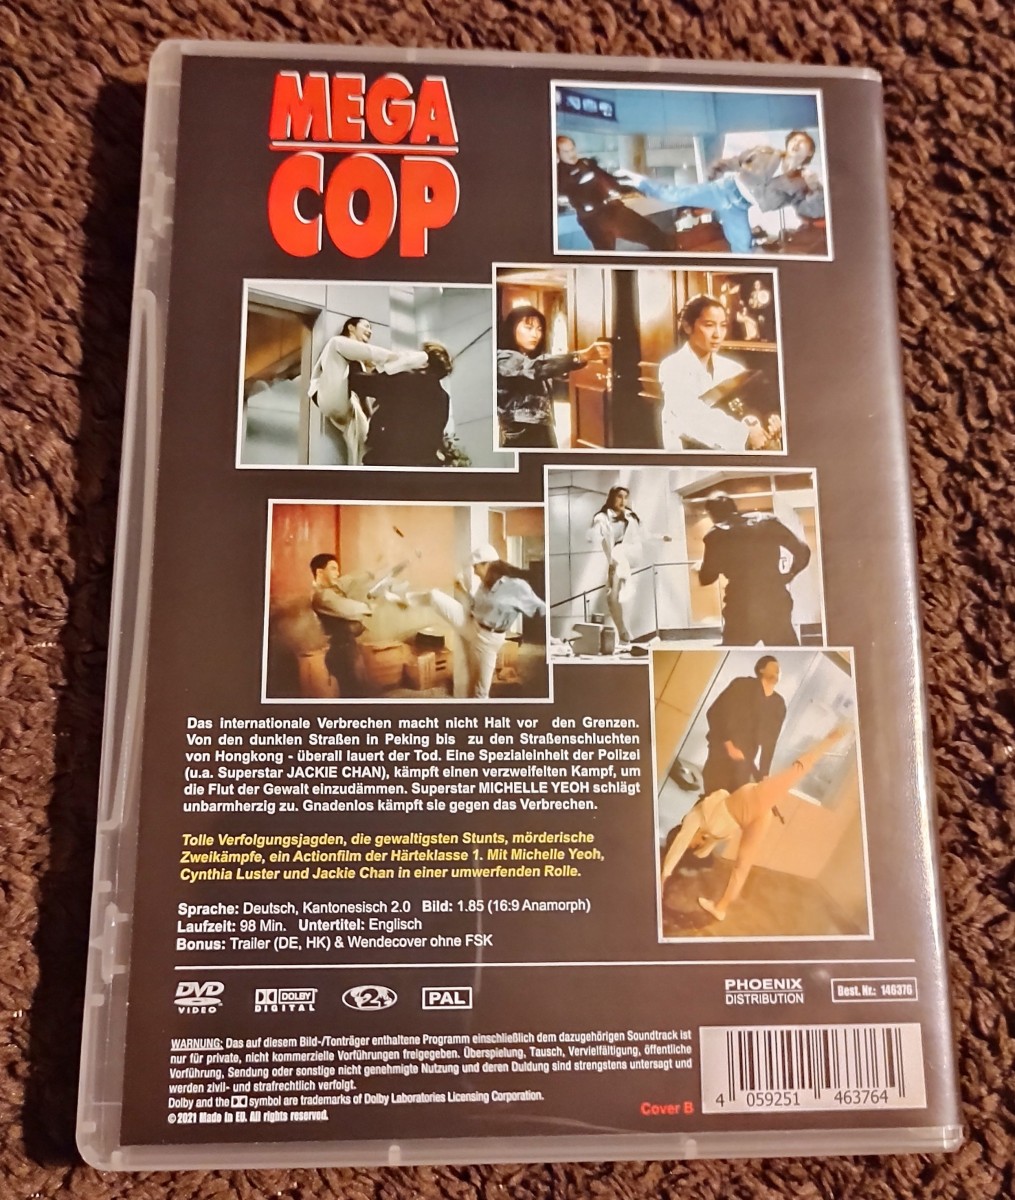 MEGA
COP
Das internationale Verbrechen macht nicht Halt vor den Grenzen.
Von den dunklen Straßen in Peking bis zu den Straßenschluchten
von Hongkong - überall lauert der Tod. Eine Spezialeinheit der Polizei
(u.a. Superstar JACKIE CHAN), kämpft einen verzweifelten Kampf, um
die Flut der Gewalt einzudämmen. Superstar MICHELLE YEOH schlägt
unbarmherzig zu. Gnadenlos kämpft sie gegen das Verbrechen.
Tolle Verfolgungsjagden, die gewaltigsten Stunts, mörderische
Zweikämpfe, ein Actionfilm der Härteklasse 1. Mit Michelle Yeoh,
Cynthia Luster und Jackie Chan in einer umwerfenden Rolle.
Sprache: Deutsch, Kantonesisch 2.0 Bild: 1.85 (16:9 Anamorph)
Laufzeit: 98 Min. Untertitel: Englisch
Bonus: Trailer (DE, HK) & Wendecover ohne FSK
DVD
VIDEO
DOLBY
DIGITAL
2
PAL
PHOENIX
DISTRIBUTION
Best. Nr.: 146376
WARNUNG: Das auf diesem Bild-/Tonträger enthaltene Programm einschließlich dem dazugehörigen Soundtrack ist
nur für private, nicht kommerzielle Vorführungen freigegeben. Überspielung, Tausch, Vervielfältigung, öffentliche
Vorführung, Sendung oder sonstige nicht genehmigte Nutzung und deren Duldung sind strengstens untersagt und
werden zivil- und strafrechtlich verfolgt.
Dolby and the symbol are trademarks of Dolby Laboratories Licensing Corporation.
© 2021 Made in EU. All rights reserved.
Cover B
4 059251 463764